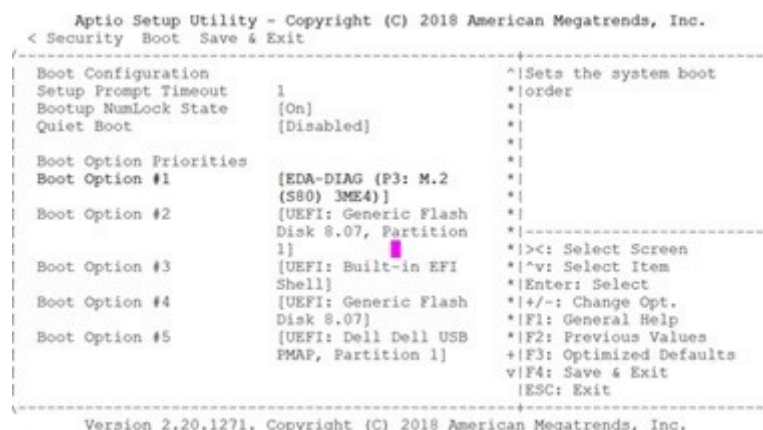 Aptio Setup Utility - Copyright (C) 2018 American Megatrends, Inc.
< Security Boot Save & Exit
Boot Configuration ^|Sets the system boot
Setup Prompt Timeout 1 *|order
Bootup NumLock State [On] *|
Quiet Boot [Disabled] *|
*|
Boot Option Priorities *|
Boot Option #1 [EDA-DIAG (P3: M.2 *|
(S80) 3ME4)] *|
Boot Option #2 [UEFI: Generic Flash *|
Disk 8.07, Partition *|
1] *|><: Select Screen
Boot Option #3 [UEFI: Built-in EFI *|^v: Select Item
Shell] *|Enter: Select
Boot Option #4 [UEFI: Generic Flash *|+/-: Change Opt.
Disk 8.07] *|F1: General Help
Boot Option #5 [UEFI: Dell Dell USB *|F2: Previous Values
PMAP, Partition 1] +|F3: Optimized Defaults
v|F4: Save & Exit
|ESC: Exit
Version 2.20.1271. Copyright (C) 2018 American Megatrends, Inc.